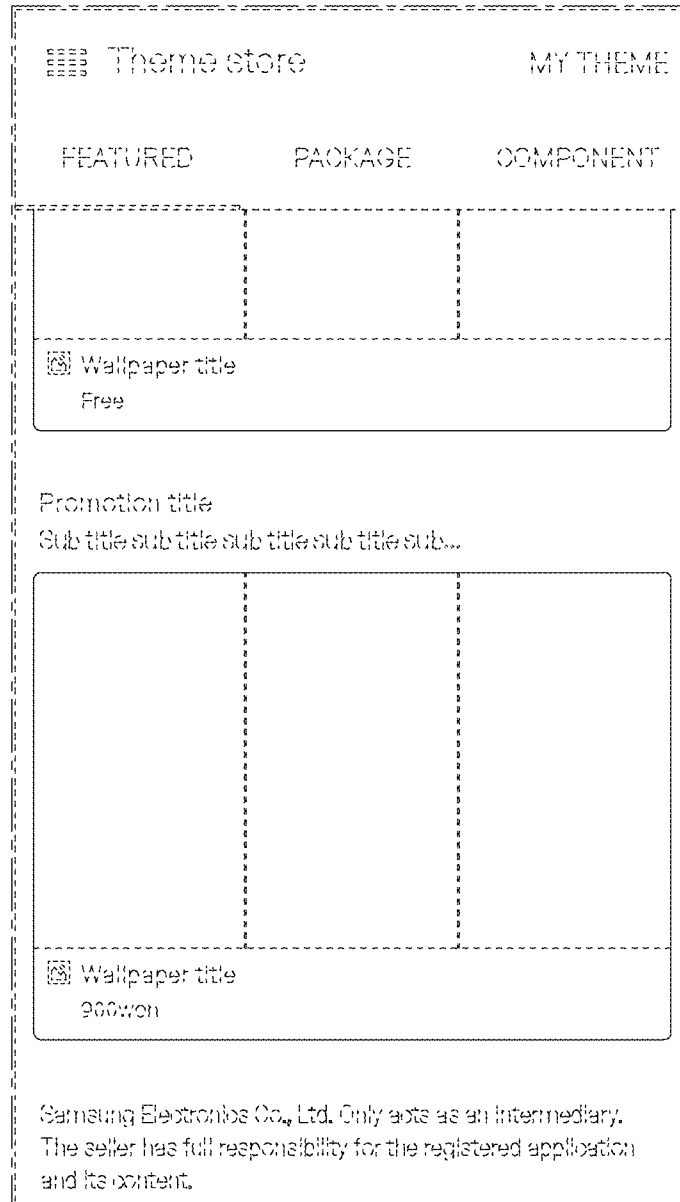 Theme store MY THEME
FEATURED PACKAGE COMPONENT
Wallpaper title
Free
Promotion title
Sub title sub title sub title sub title sub...
Wallpaper title
900won
Samsung Electronics Co., Ltd. Only acts as an intermediary.
The seller has full responsibility for the registered application
and its content.